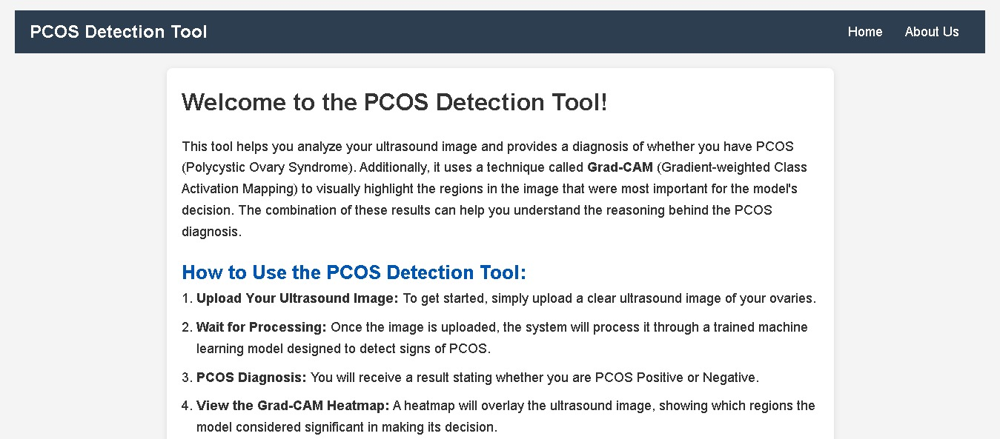 PCOS Detection Tool
Home
About Us
Welcome to the PCOS Detection Tool!
This tool helps you analyze your ultrasound image and provides a diagnosis of whether you have PCOS
(Polycystic Ovary Syndrome). Additionally, it uses a technique called Grad-CAM (Gradient-weighted Class
Activation Mapping) to visually highlight the regions in the image that were most important for the model's
decision. The combination of these results can help you understand the reasoning behind the PCOS
diagnosis.
How to Use the PCOS Detection Tool:
1. Upload Your Ultrasound Image: To get started, simply upload a clear ultrasound image of your ovaries.
2. Wait for Processing: Once the image is uploaded, the system will process it through a trained machine
learning model designed to detect signs of PCOS.
3. PCOS Diagnosis: You will receive a result stating whether you are PCOS Positive or Negative.
4. View the Grad-CAM Heatmap: A heatmap will overlay the ultrasound image, showing which regions the
model considered significant in making its decision.